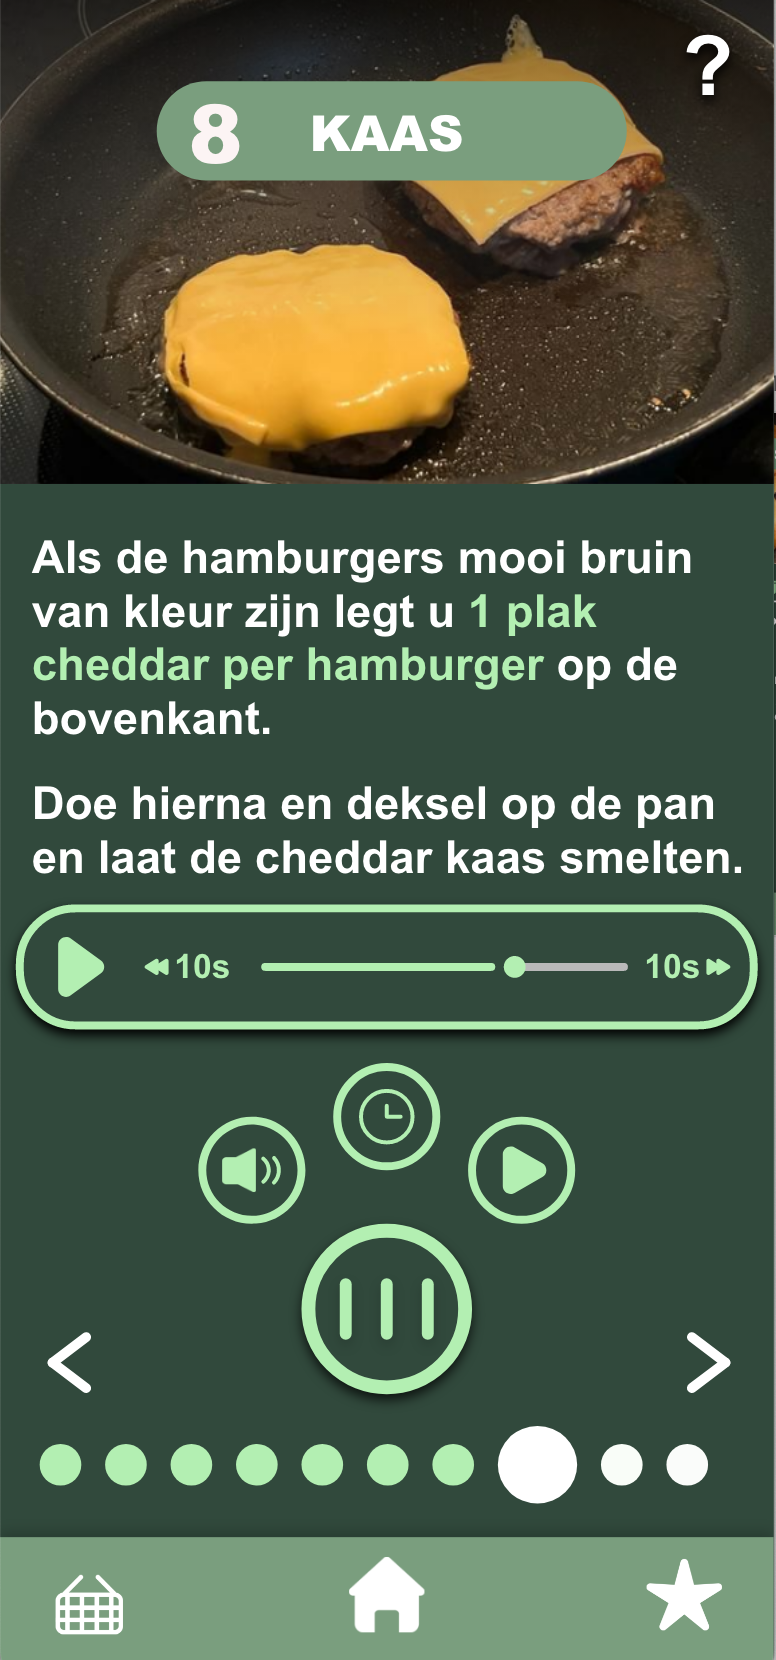 ?
8 KAAS
Als de hamburgers mooi bruin
van kleur zijn legt u 1 plak
cheddar per hamburger op de
bovenkant.
Doe hierna en deksel op de pan
en laat de cheddar kaas smelten.
10s 10s